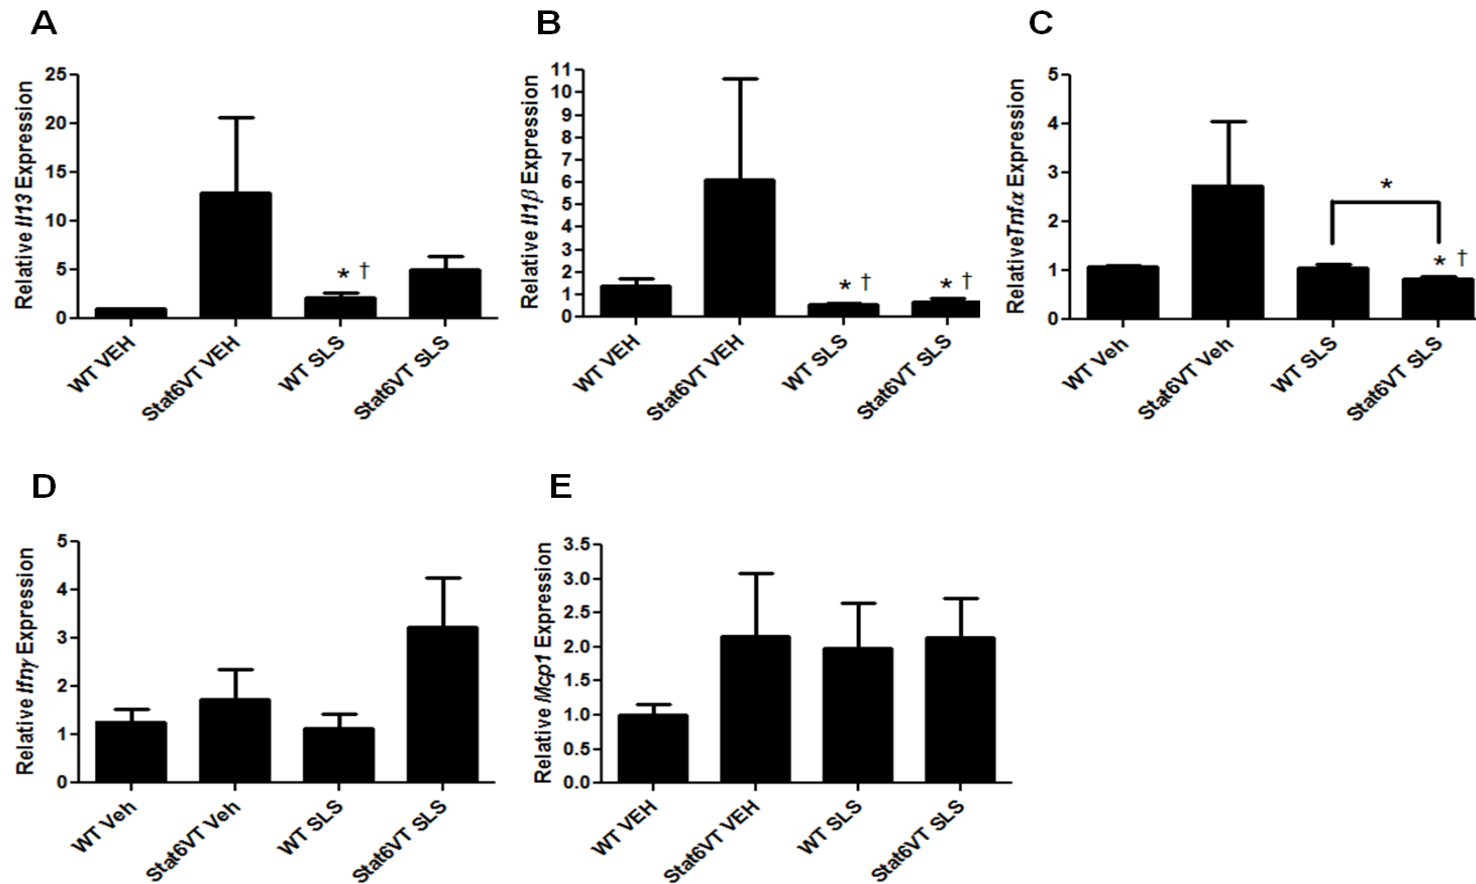 A
B
C
Relative Il13 Expression
25
20
15
10
5
0
* †
WT VEH
Stat6VT VEH
WT SLS
Stat6VT SLS
Relative Il1β Expression
11
10
9
8
7
6
5
4
3
2
1
0
* †
* †
WT VEH
Stat6VT VEH
WT SLS
Stat6VT SLS
RelativeTnfα Expression
5
4
3
2
1
0
*
* †
WT Veh
Stat6VT Veh
WT SLS
Stat6VT SLS
D
E
Relative Ifnγ Expression
5
4
3
2
1
0
WT Veh
Stat6VT Veh
WT SLS
Stat6VT SLS
Relative Mcp1 Expression
3.5
3.0
2.5
2.0
1.5
1.0
0.5
0.0
WT VEH
Stat6VT VEH
WT SLS
Stat6VT SLS